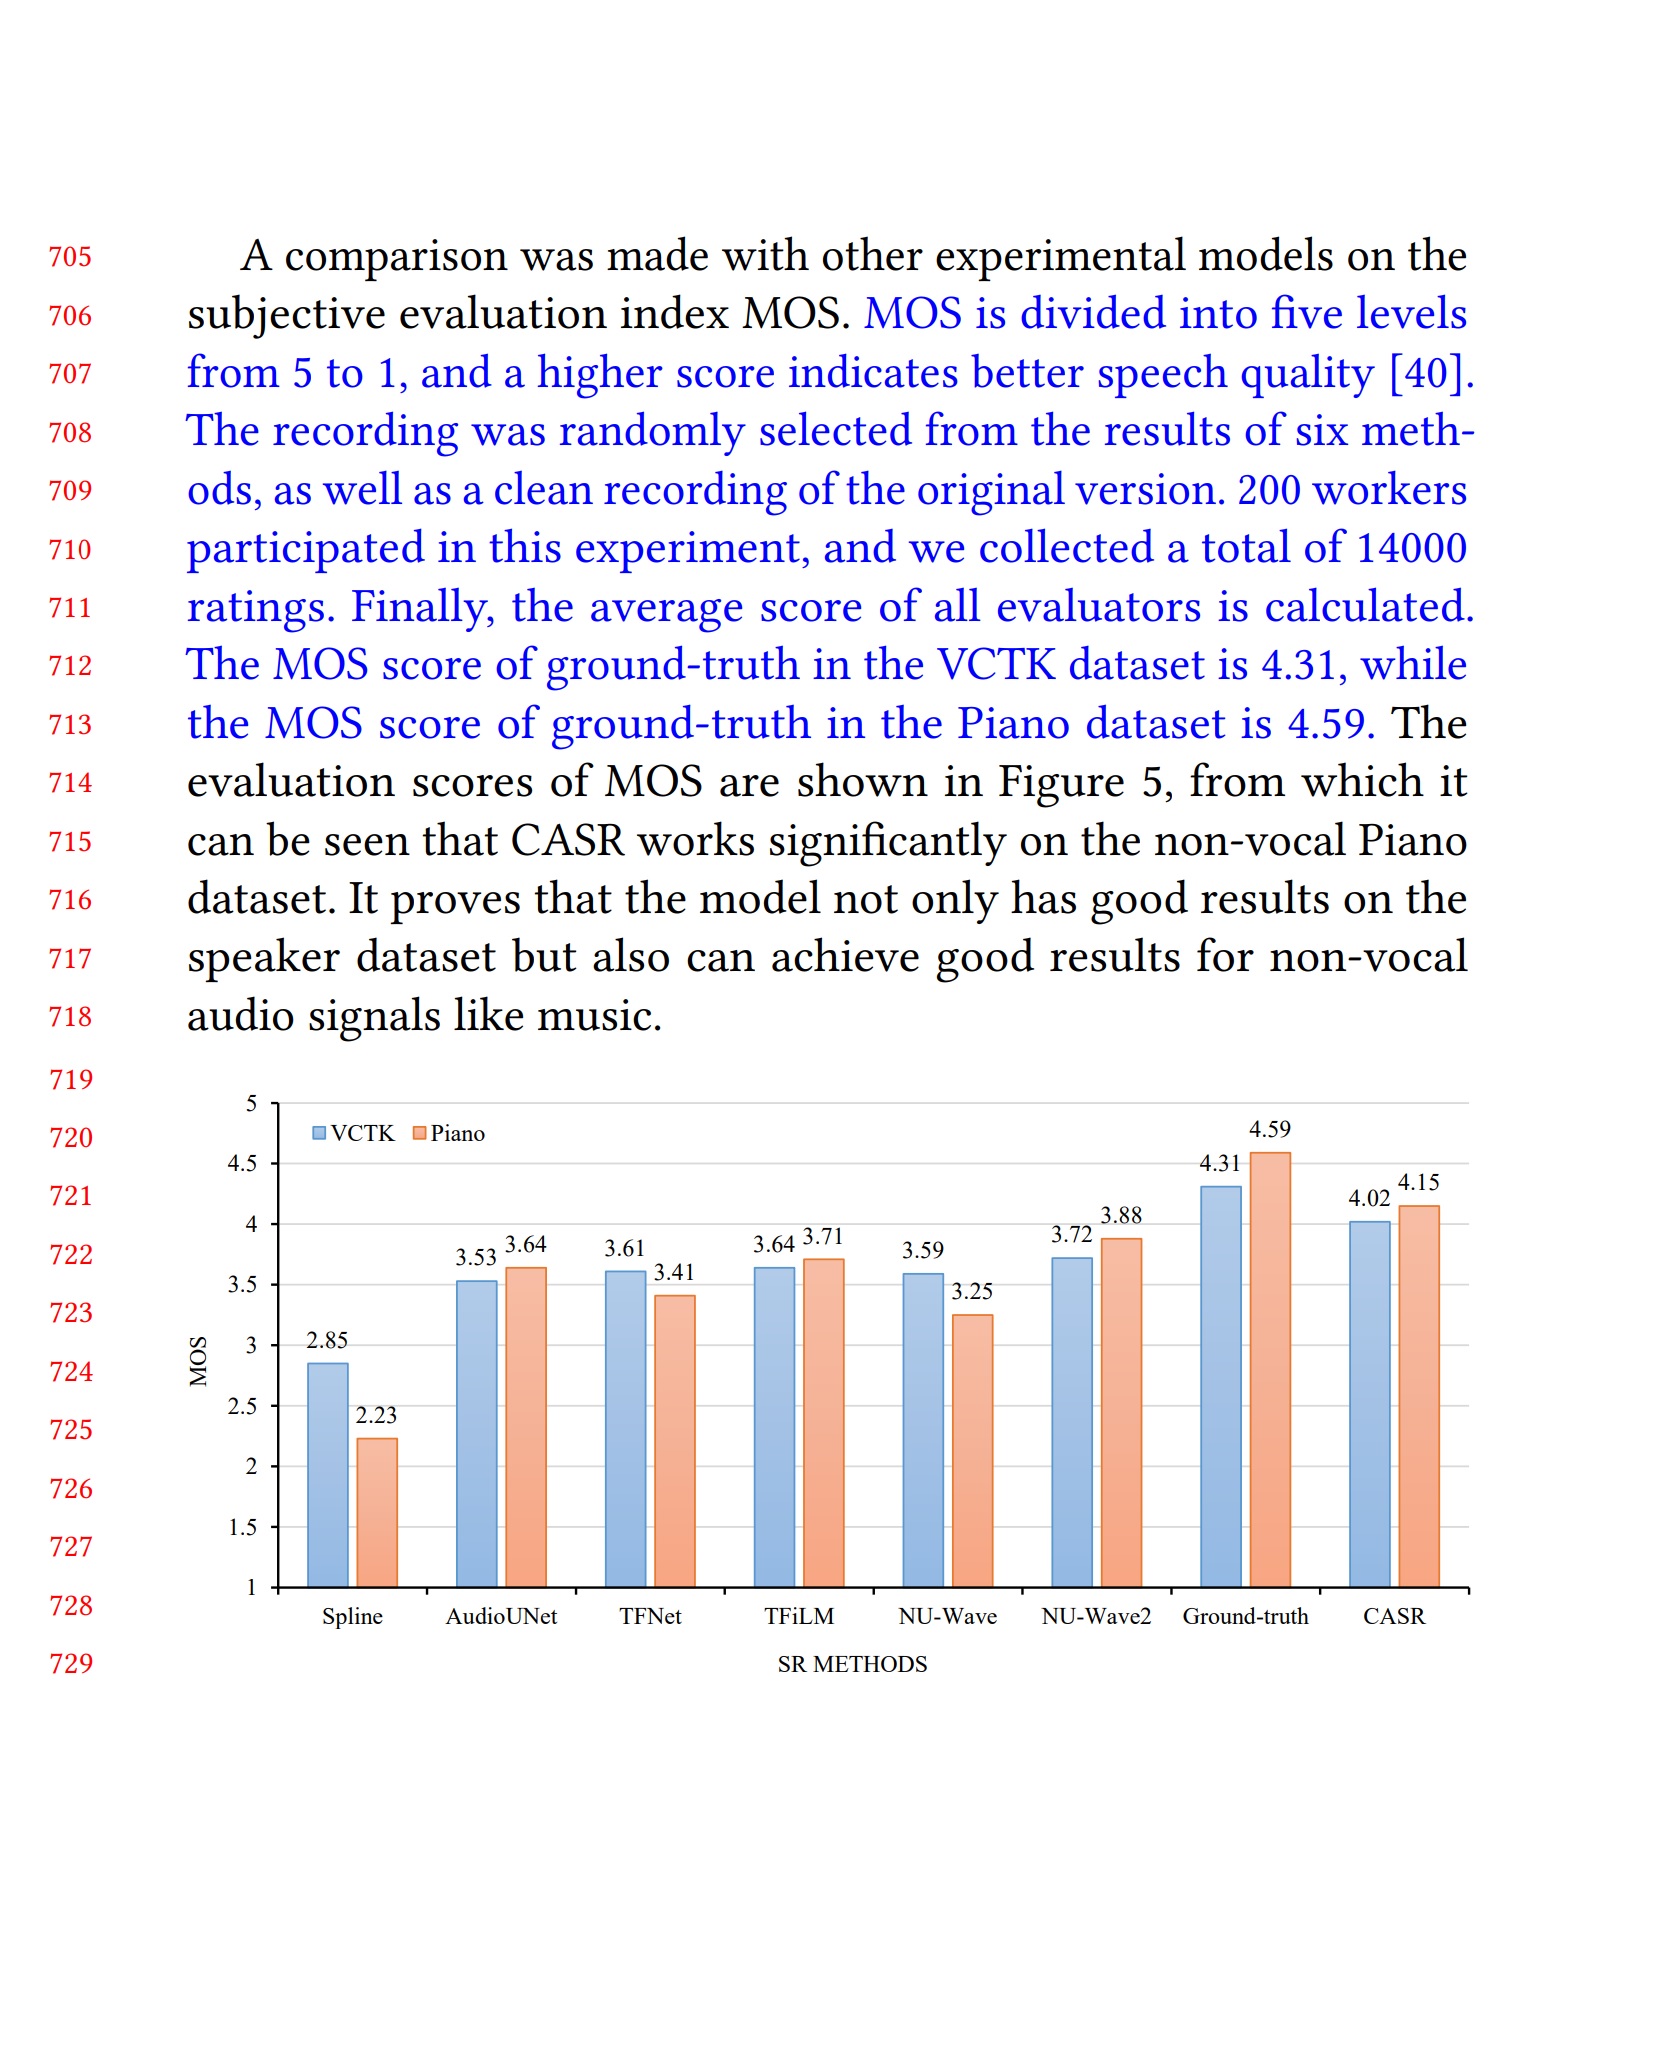 705 A comparison was made with other experimental models on the
706 subjective evaluation index MOS. MOS is divided into five levels
707 from 5 to 1, and a higher score indicates better speech quality [40].
708 The recording was randomly selected from the results of six meth-
709 ods, as well as a clean recording of the original version. 200 workers
710 participated in this experiment, and we collected a total of 14000
711 ratings. Finally, the average score of all evaluators is calculated.
712 The MOS score of ground-truth in the VCTK dataset is 4.31, while
713 the MOS score of ground-truth in the Piano dataset is 4.59. The
714 evaluation scores of MOS are shown in Figure 5, from which it
715 can be seen that CASR works significantly on the non-vocal Piano
716 dataset. It proves that the model not only has good results on the
717 speaker dataset but also can achieve good results for non-vocal
718 audio signals like music.
719
720
721
722
723
724
725
726
727
728
729
MOS
5
4.5
4
3.5
3
2.5
2
1.5
1
VCTK Piano
2.85 2.23
3.53 3.64
3.61 3.41
3.64 3.71
3.59 3.25
3.72 3.88
4.31 4.59
4.02 4.15
Spline AudioUNet TFNet TFiLM NU-Wave NU-Wave2 Ground-truth CASR
SR METHODS